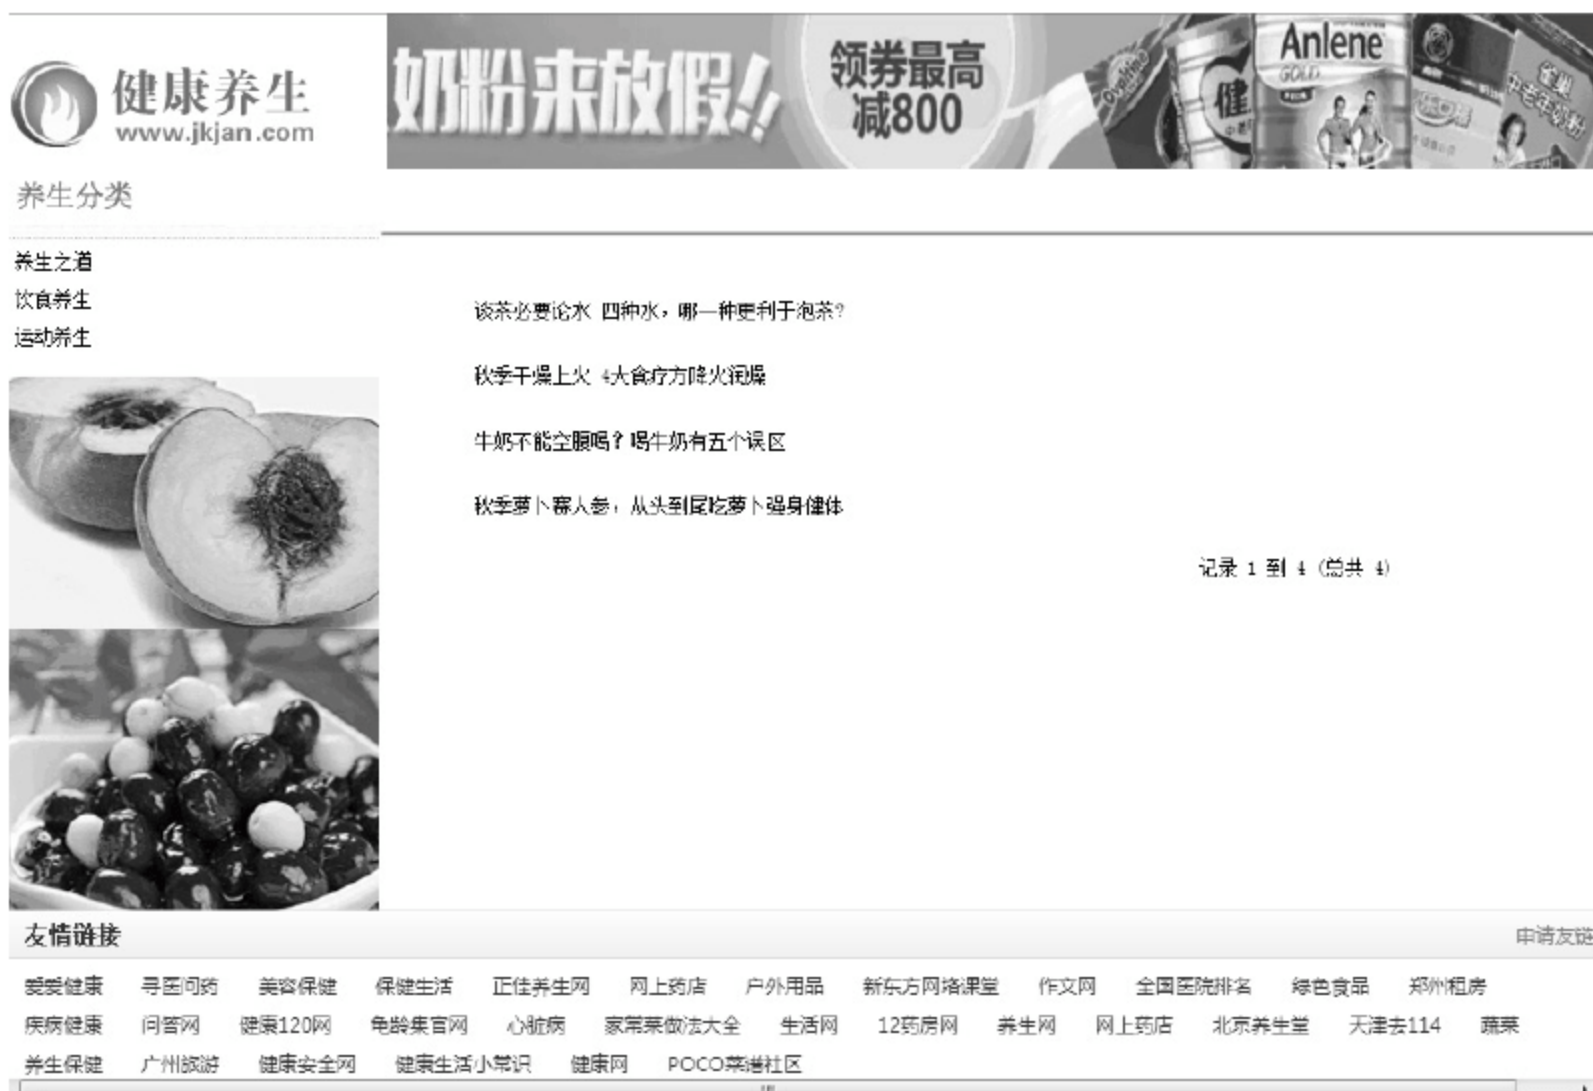 健康养生
www.jkjan.com
奶粉来放假!!
领券最高
减800
Anlene
GOLD
健
雀巢
中老年奶粉
养生分类
养生之道
饮食养生
运动养生
谈茶必要论水 四种水，哪一种更利于泡茶?
秋季干燥上火 4大食疗方降火润燥
牛奶不能空腹喝？喝牛奶有五个误区
秋季萝卜赛人参，从头到尾吃萝卜强身健体
记录 1 到 4 (总共 4)
友情链接 申请友链
爱爱健康 寻医问药 美容保健 保健生活 正佳养生网 网上药店 户外用品 新东方网络课堂 作文网 全国医院排名 绿色食品 郑州租房
疾病健康 问答网 健康120网 龟龄集官网 心脏病 家常菜做法大全 生活网 12药房网 养生网 网上药店 北京养生堂 天津去114 蔬菜
养生保健 广州旅游 健康安全网 健康生活小常识 健康网 POCO菜谱社区